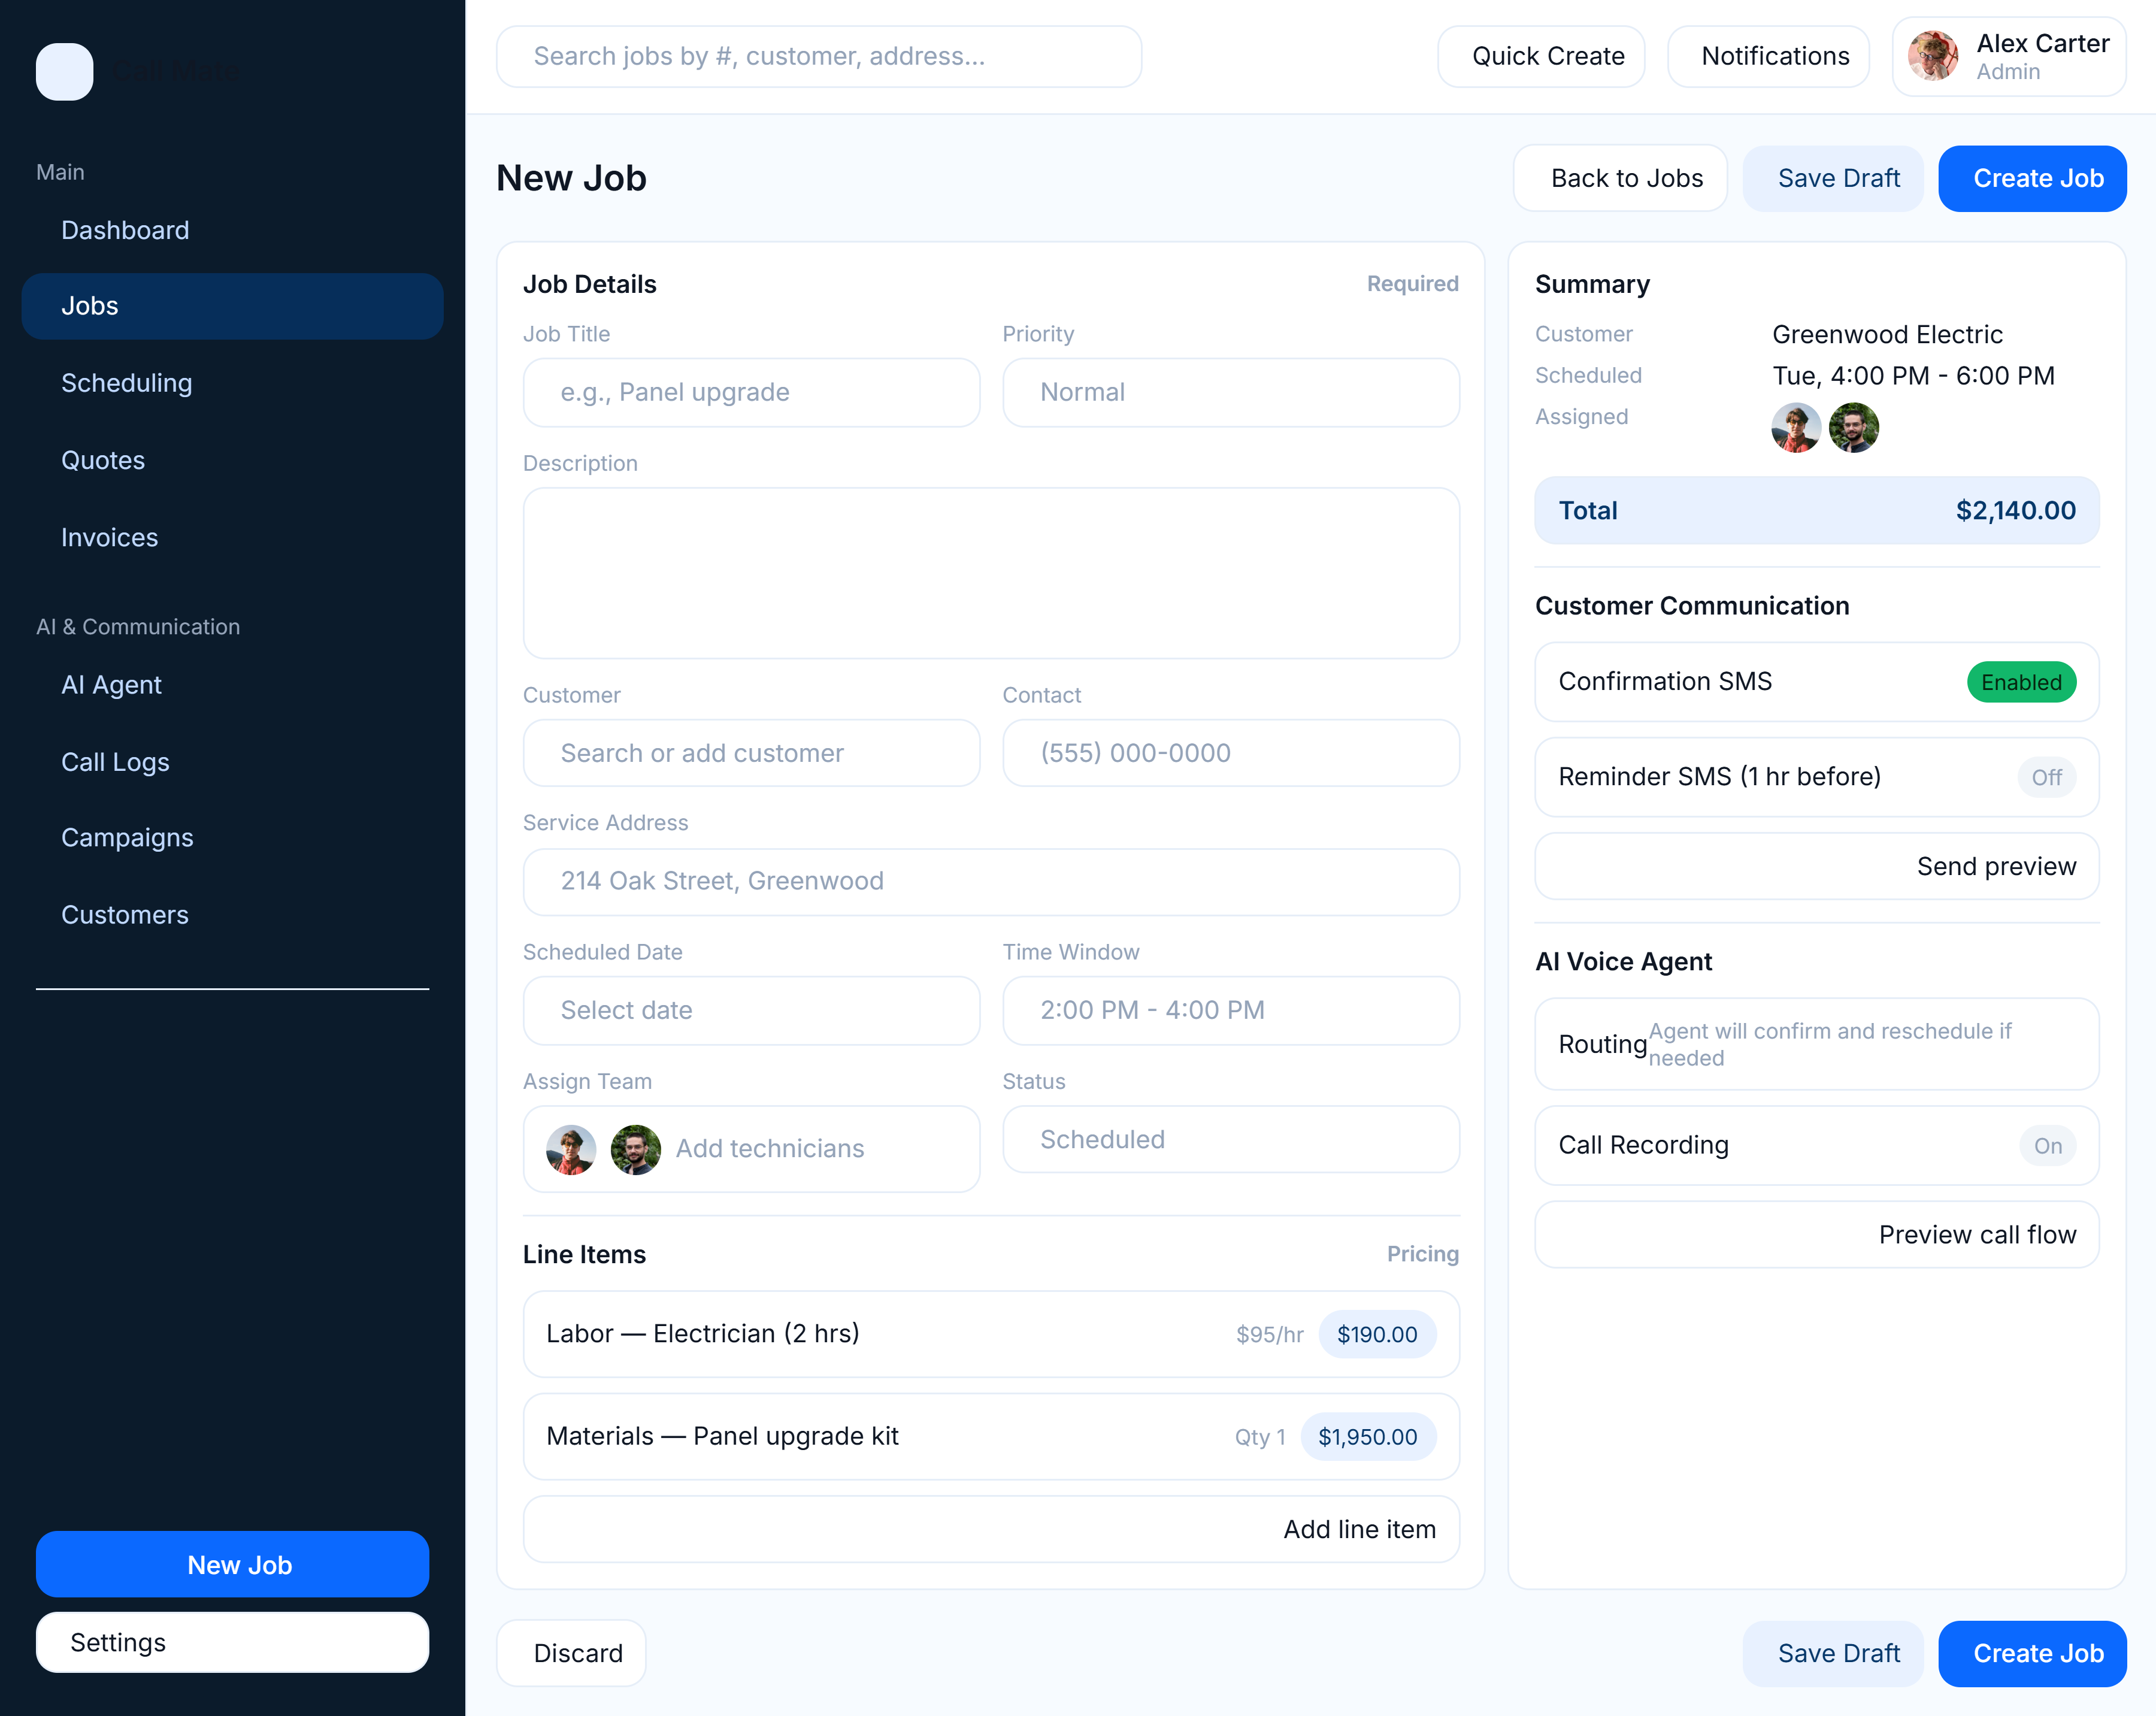 Call Mate
Search jobs by #, customer, address...
Quick Create
Notifications
Alex Carter
Admin
Main
Dashboard
Jobs
Scheduling
Quotes
Invoices
AI & Communication
AI Agent
Call Logs
Campaigns
Customers
New Job
Settings
New Job
Back to Jobs
Save Draft
Create Job
Job Details
Required
Job Title
Priority
e.g., Panel upgrade
Normal
Description
Customer
Contact
Search or add customer
(555) 000-0000
Service Address
214 Oak Street, Greenwood
Scheduled Date
Time Window
Select date
2:00 PM - 4:00 PM
Assign Team
Status
Add technicians
Scheduled
Line Items
Pricing
Labor — Electrician (2 hrs)
$95/hr
$190.00
Materials — Panel upgrade kit
Qty 1
$1,950.00
Add line item
Summary
Customer
Greenwood Electric
Scheduled
Tue, 4:00 PM - 6:00 PM
Assigned
Total
$2,140.00
Customer Communication
Confirmation SMS
Enabled
Reminder SMS (1 hr before)
Off
Send preview
AI Voice Agent
Routing
Agent will confirm and reschedule if
needed
Call Recording
On
Preview call flow
Discard
Save Draft
Create Job